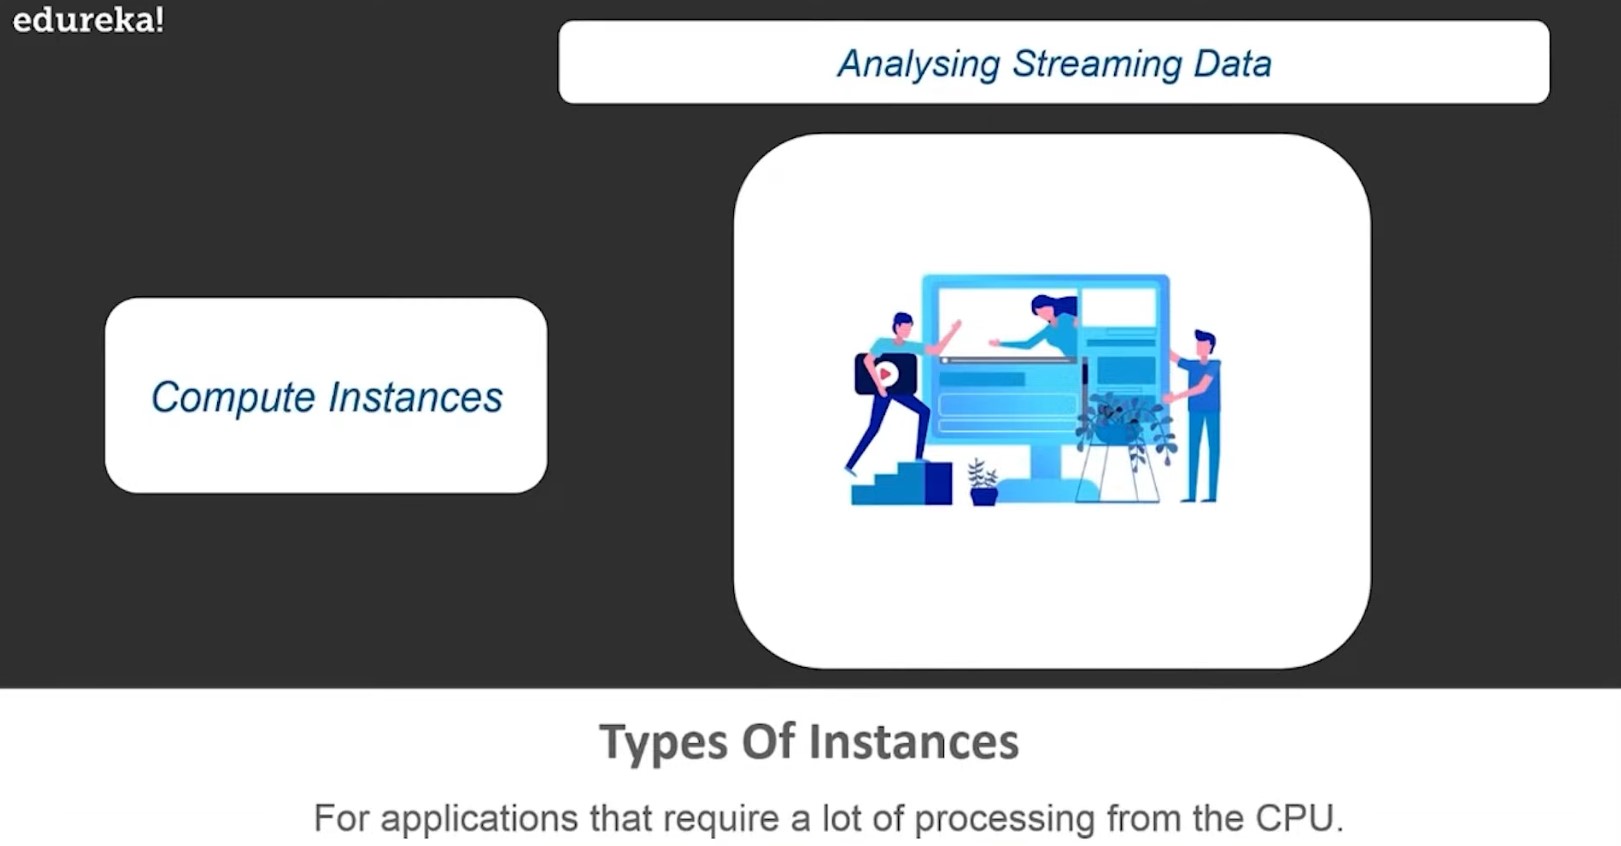 edureka!
Analysing Streaming Data
Compute Instances
Types Of Instances
For applications that require a lot of processing from the CPU.